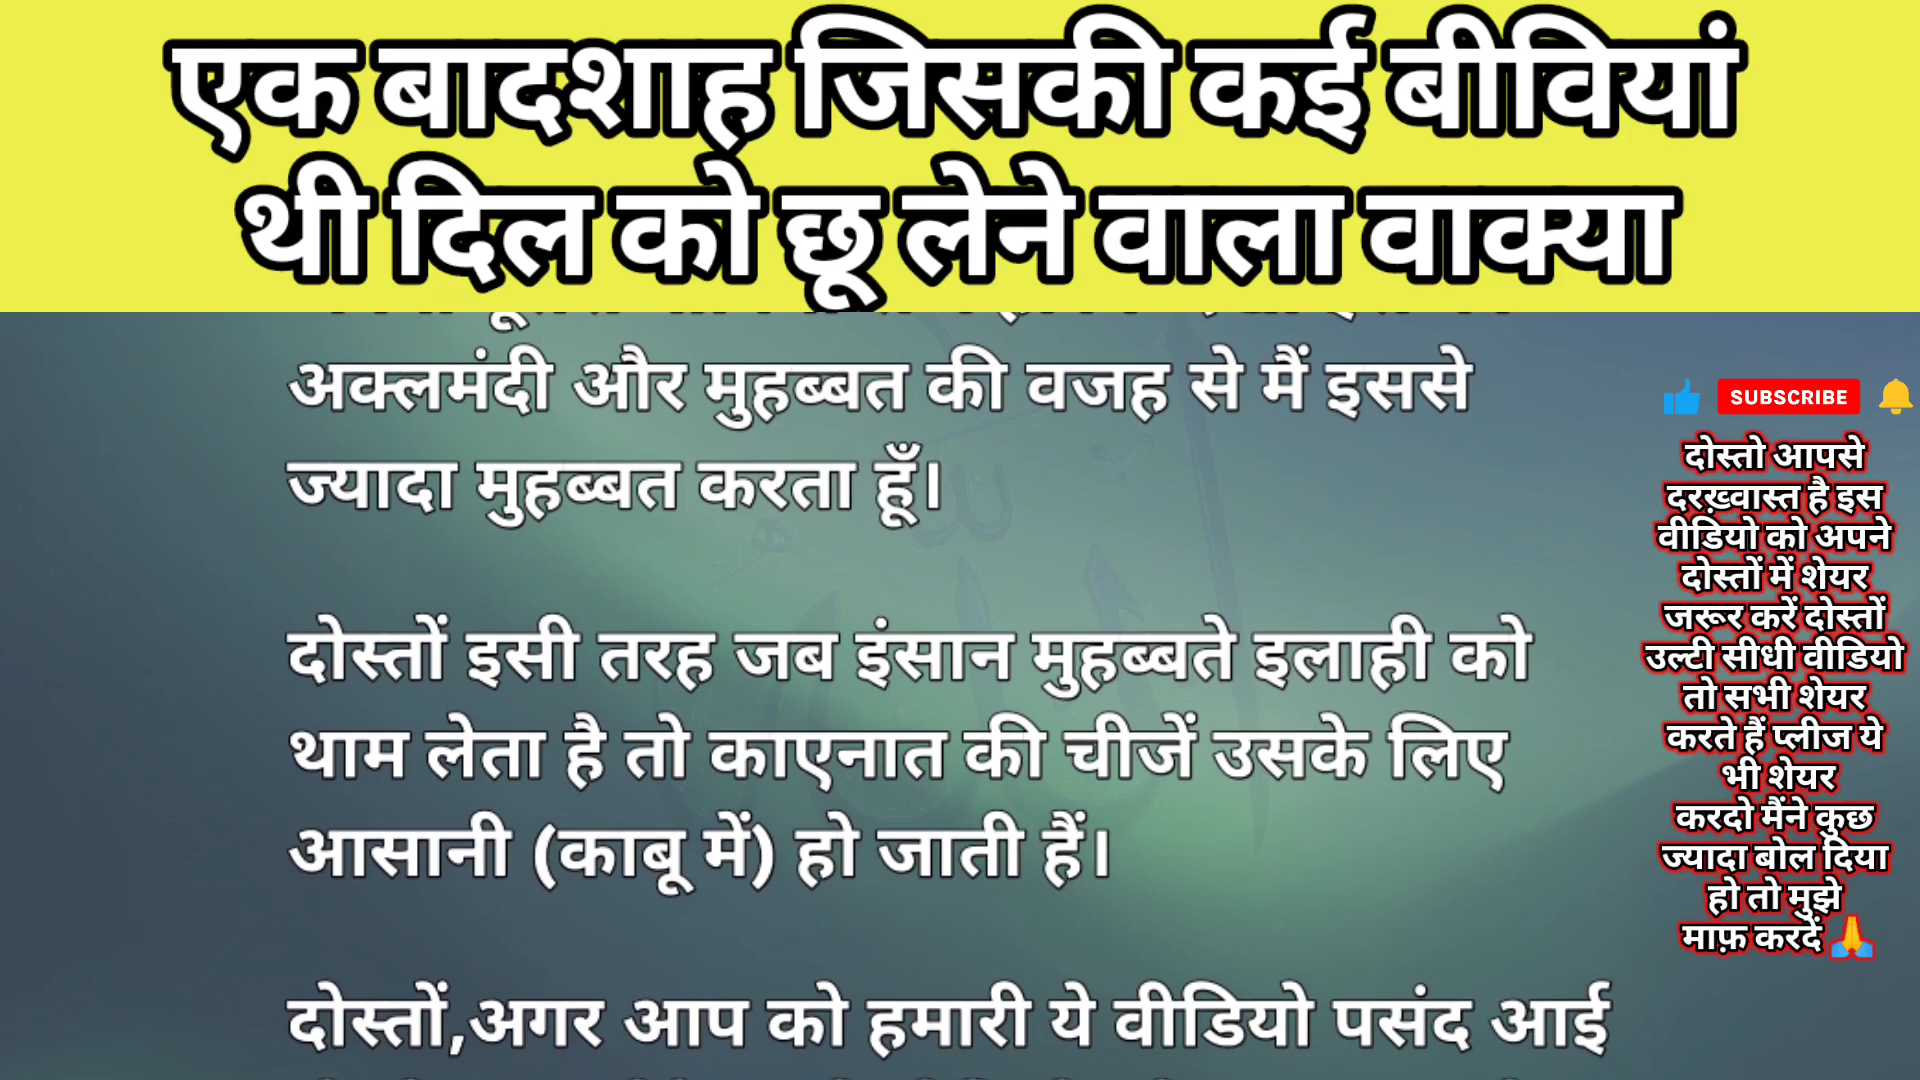 एक बादशाह जिसकी कई बीवियां
थी दिल को छू लेने वाला वाक्या
अक्लमंदी और मुहब्बत की वजह से मैं इससे
ज्यादा मुहब्बत करता हूँ।
दोस्तों इसी तरह जब इंसान मुहब्बते इलाही को
थाम लेता है तो काएनात की चीजें उसके लिए
आसानी (काबू में) हो जाती हैं।
दोस्तों,अगर आप को हमारी ये वीडियो पसंद आई
SUBSCRIBE
दोस्तो आपसे
दरख़्वास्त है इस
वीडियो को अपने
दोस्तों में शेयर
जरूर करें दोस्तों
उल्टी सीधी वीडियो
तो सभी शेयर
करते हैं प्लीज ये
भी शेयर
करदो मैंने कुछ
ज्यादा बोल दिया
हो तो मुझे
माफ़ करदें🙏